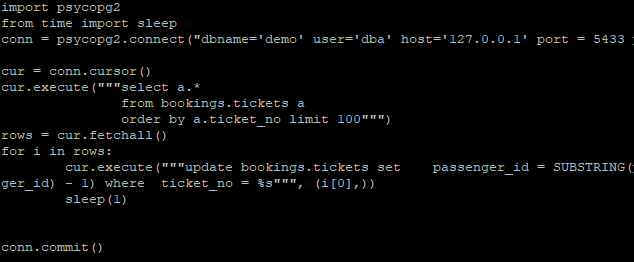 import psycopg2
from time import sleep
conn = psycopg2.connect("dbname='demo' user='dba' host='127.0.0.1' port = 5433
cur = conn.cursor()
cur.execute("""select a.*
from bookings.tickets a
order by a.ticket_no limit 100""")
rows = cur.fetchall()
for i in rows:
cur.execute("""update bookings.tickets set    passenger_id = SUBSTRING(
ger_id) - 1) where  ticket_no = %s""", (i[0],))
sleep(1)
conn.commit()